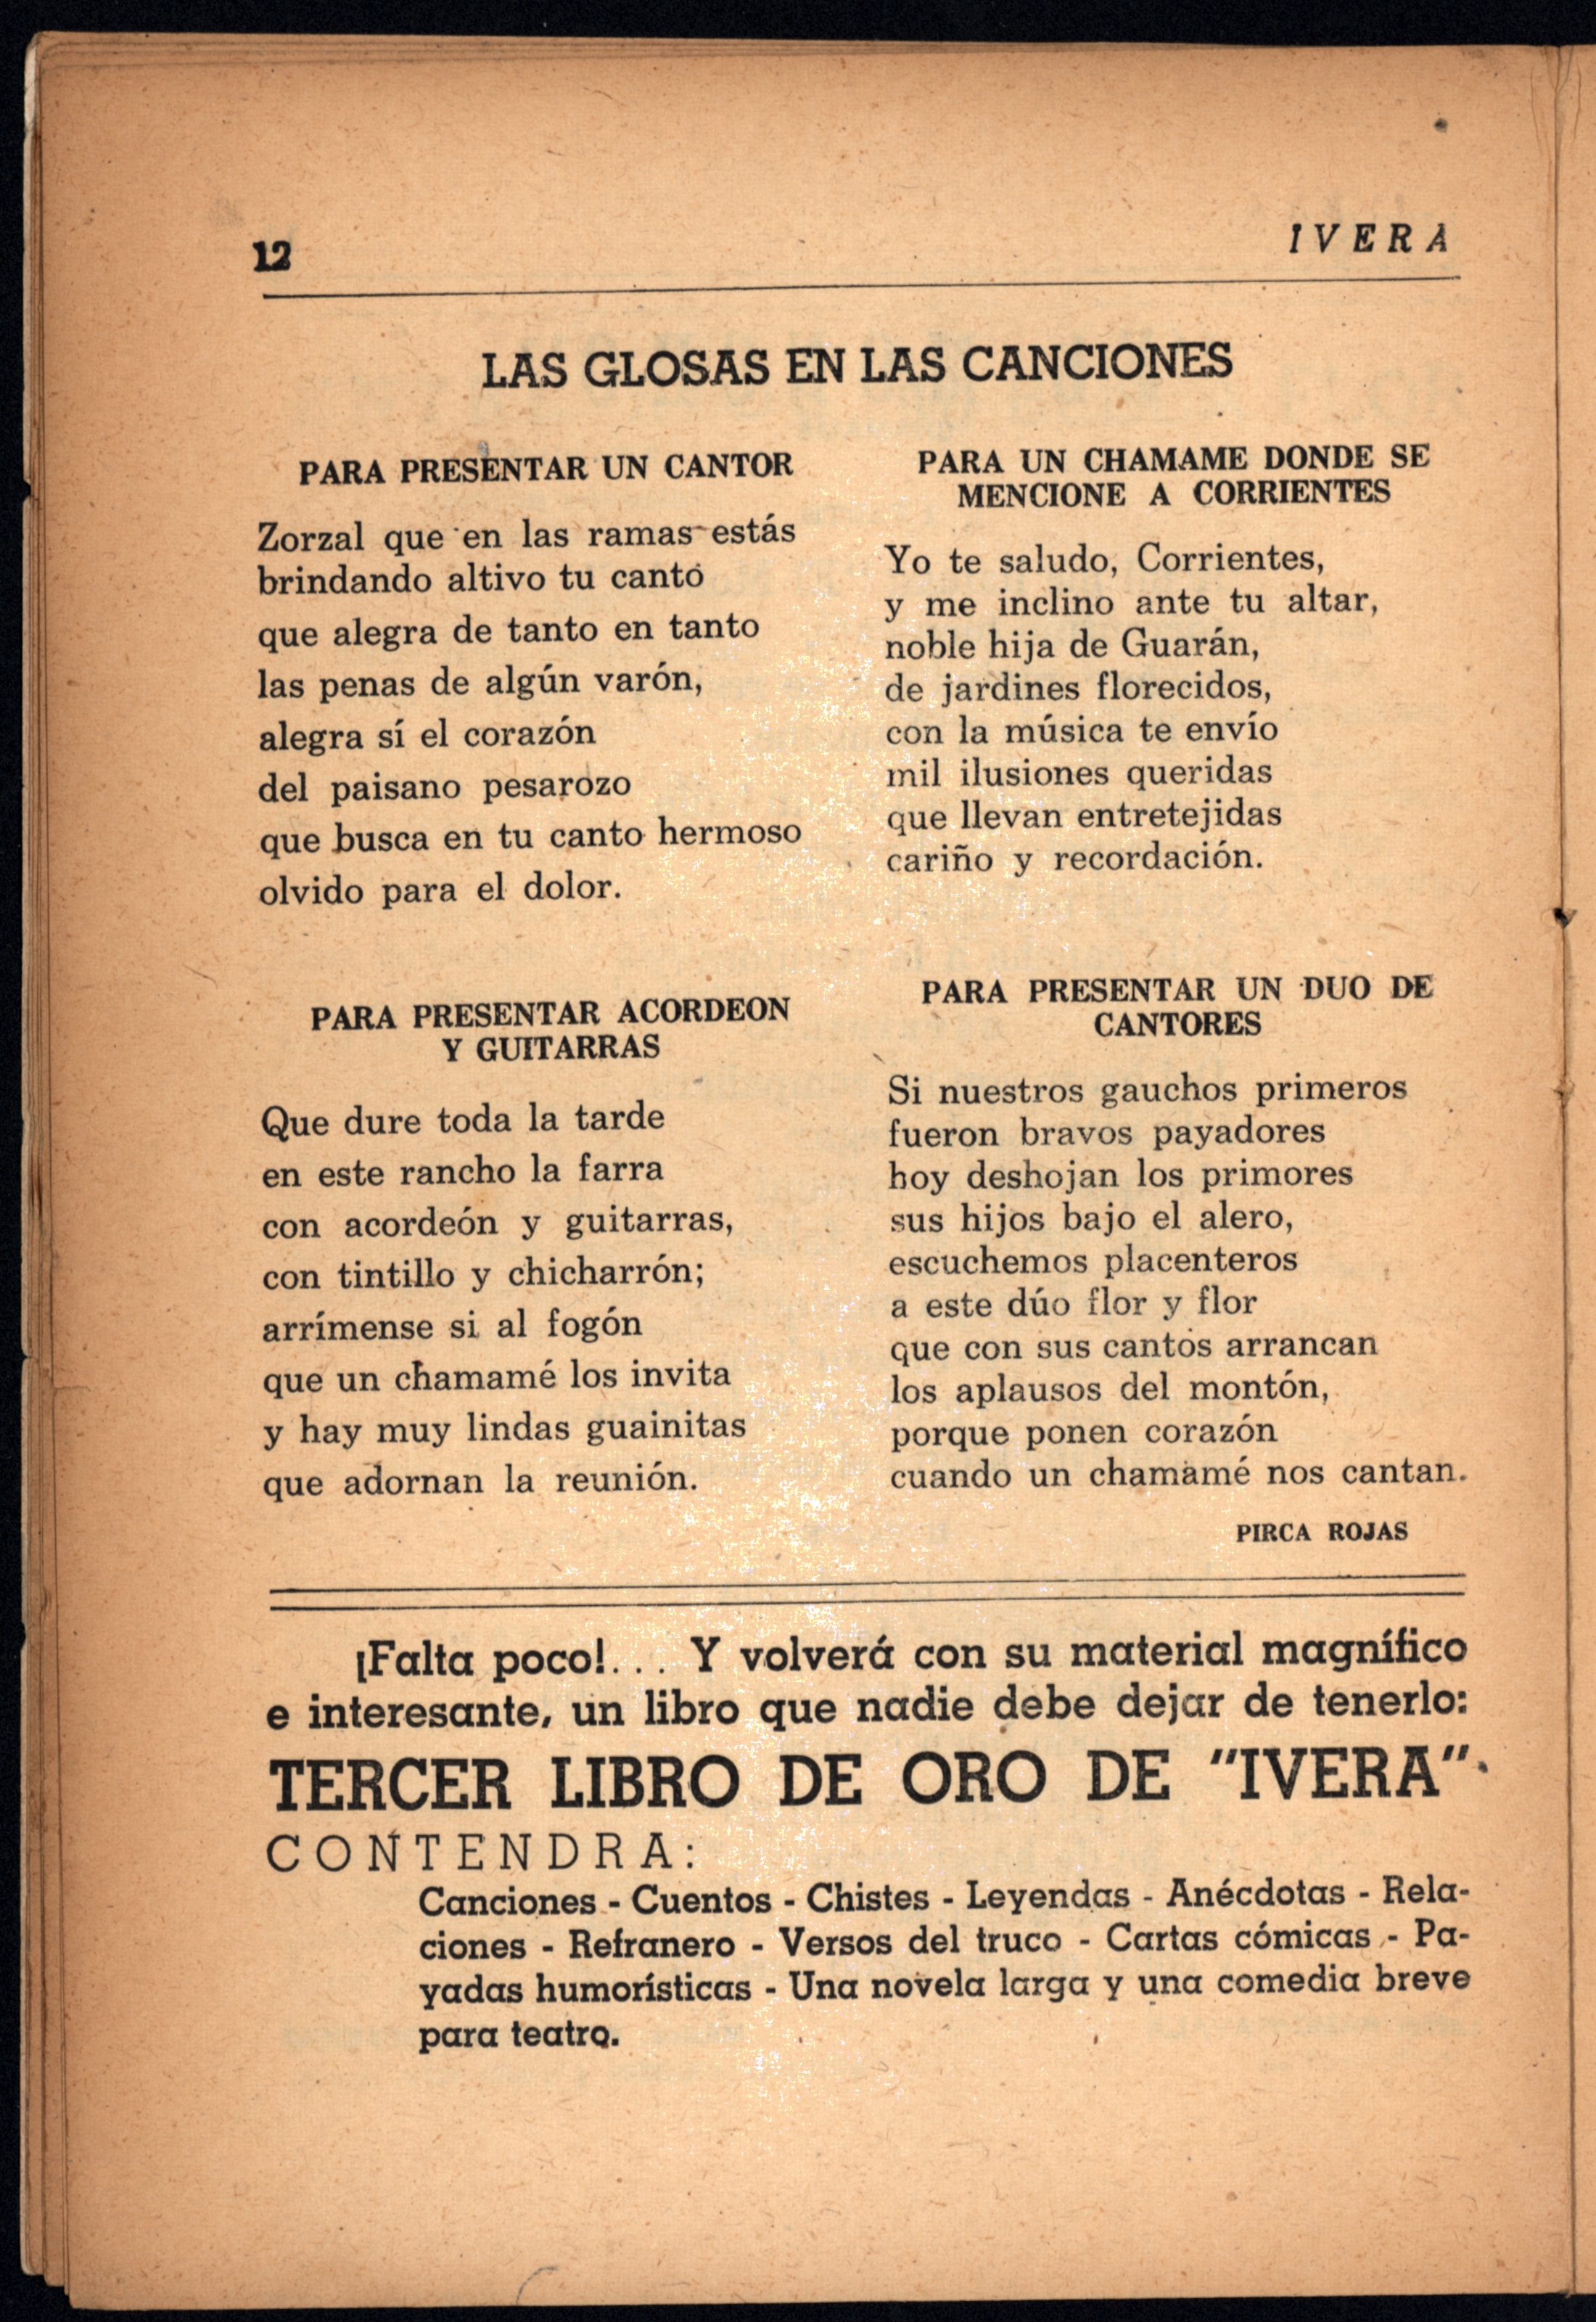 12
IVERA
LAS GLOSAS EN LAS CANCIONES
PARA PRESENTAR UN CANTOR
Zorzal que en las ramas estás
brindando altivo tu canto
que alegra de tanto en tanto
las penas de algún varón,
alegra sí el corazón
del paisano pesarozo
que busca en tu canto hermoso
olvido para el dolor.
PARA PRESENTAR ACORDEON
Y GUITARRAS
Que dure toda la tarde
en este rancho la farra
con acordeón y guitarras,
con tintillo y chicharrón;
arrímense si al fogón
que un chamamé los invita
y hay muy lindas guainitas
que adornan la reunión.
PARA UN CHAMAME DONDE SE
MENCIONE A CORRIENTES
Yo te saludo, Corrientes,
y me inclino ante tu altar,
noble hija de Guarán,
de jardines florecidos,
con la música te envío
mil ilusiones queridas
que llevan entretejidas
cariño y recordación.
PARA PRESENTAR UN DUO DE
CANTORES
Si nuestros gauchos primeros
fueron bravos payadores
hoy deshojan los primores
sus hijos bajo el alero,
escuchemos placenteros
a este dúo flor y flor
que con sus cantos arrancan
los aplausos del montón,
porque ponen corazón
cuando un chamamé nos cantan.
PIRCA ROJAS
¡Falta poco!... Y volverá con su material magnífico
e interesante, un libro que nadie debe dejar de tenerlo:
TERCER LIBRO DE ORO DE "IVERA".
CONTENDRA:
Canciones - Cuentos - Chistes - Leyendas - Anécdotas - Rela-
ciones - Refranero - Versos del truco - Cartas cómicas - Pa-
yadas humorísticas - Una novela larga y una comedia breve
para teatro.